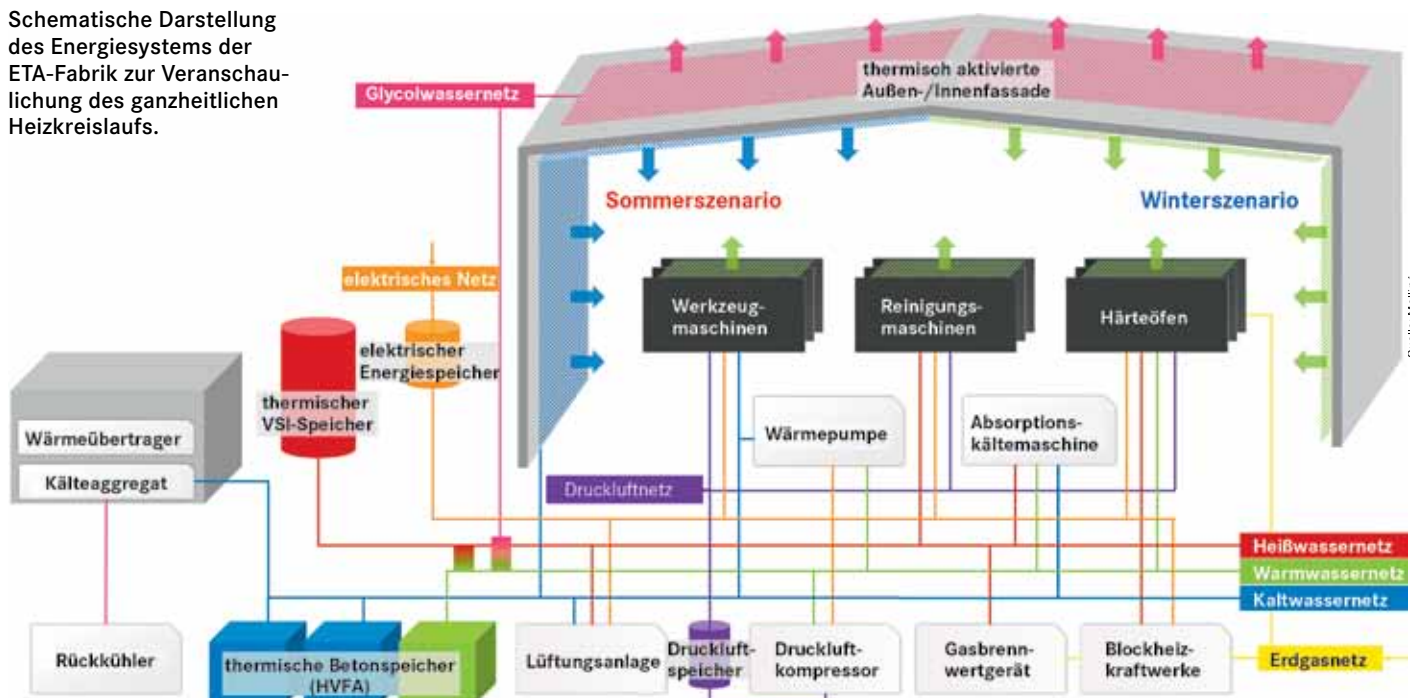 Schematische Darstellung
des Energiesystems der
ETA-Fabrik zur Veranschau-
lichung des ganzheitlichen
Heizkreislaufs.
Glycolwassernetz
thermisch aktivierte
Außen-/Innenfassade
Sommerszenario
Winterszenario
elektrisches Netz
elektrischer
Energiespeicher
thermischer
VSI-Speicher
Werkzeug-
maschinen
Reinigungs-
maschinen
Härteöfen
Wärmeübertrager
Kälteaggregat
Wärmepumpe
Absorptions-
kältemaschine
Druckluftnetz
Heißwassernetz
Warmwassernetz
Kaltwassernetz
Rückkühler
thermische Betonspeicher
(HVFA)
Lüftungsanlage
Druckluft-
speicher
Druckluft-
kompressor
Gasbrenn-
wertgerät
Blockheiz-
kraftwerke
Erdgasnetz